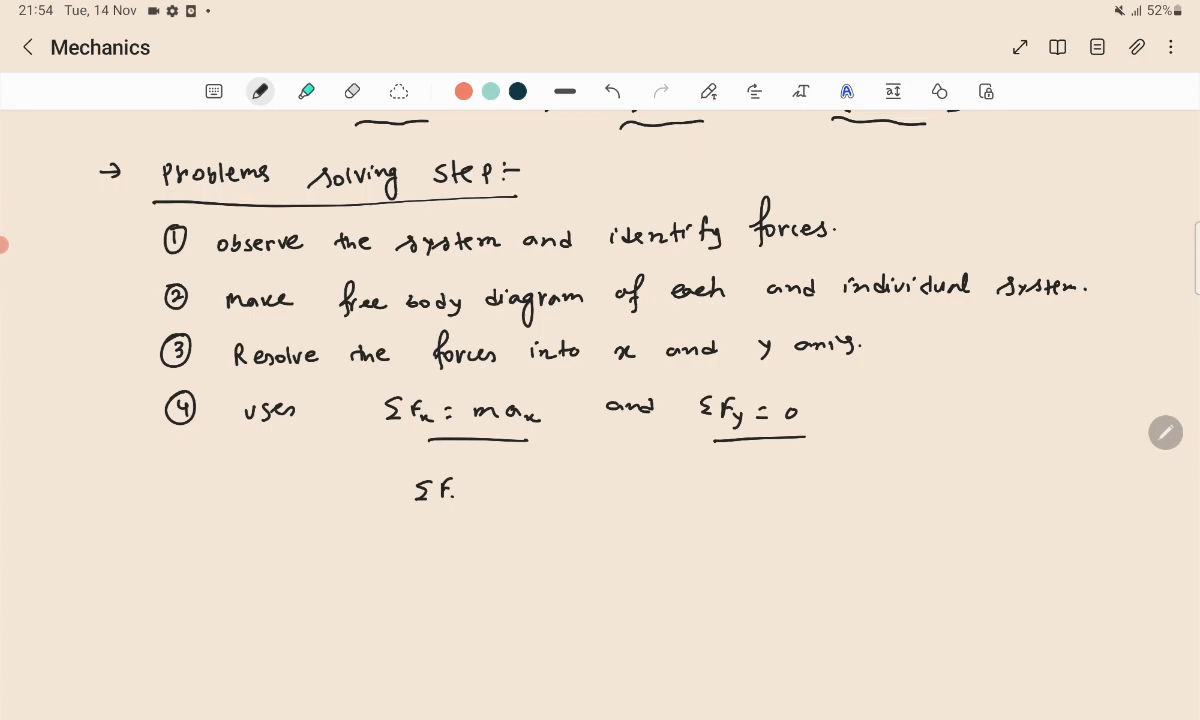 21:54 Tue, 14 Nov 52%
Mechanics
→ Problems solving step:-
① observe the system and identify forces.
② make free body diagram of each and individual system.
③ Resolve the forces into x and y axis.
④ uses ΣFx = max and ΣFy = 0
ΣF.